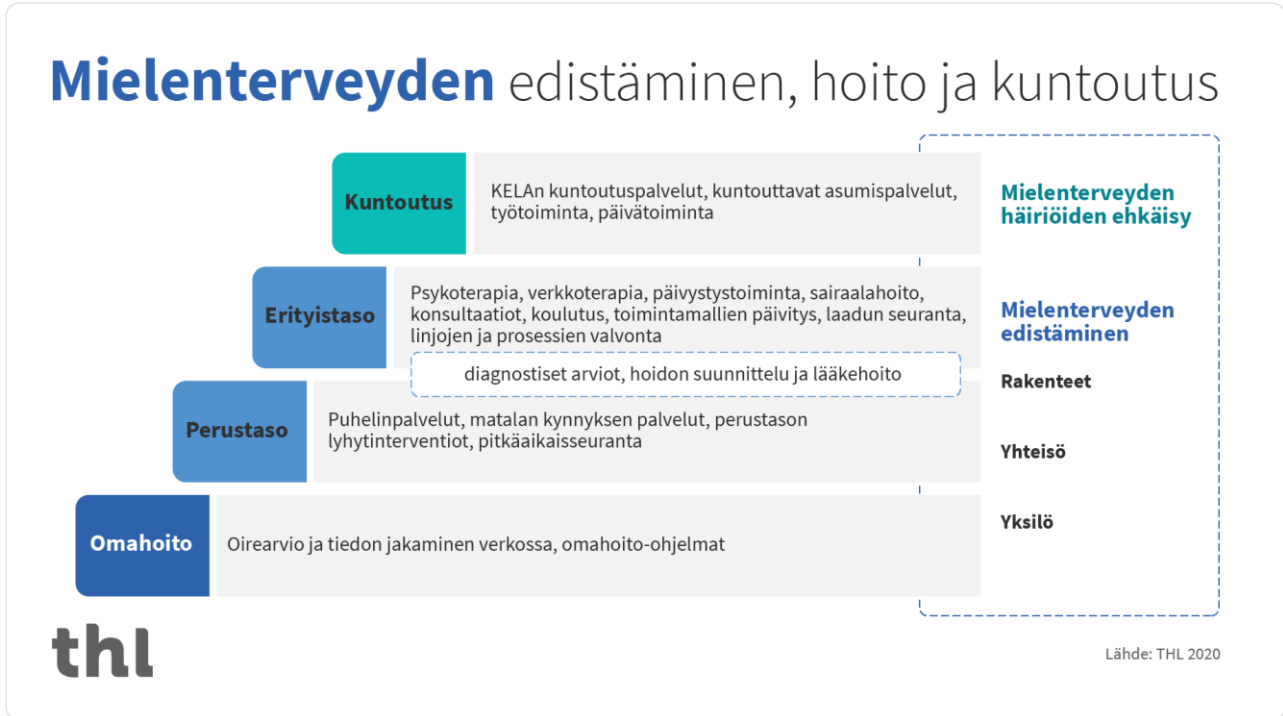 Mielenterveyden edistäminen, hoito ja kuntoutus
Kuntoutus
KELAn kuntoutuspalvelut, kuntouttavat asumispalvelut,
työtoiminta, päivätoiminta
Erityistaso
Psykoterapia, verkkoterapia, päivystystoiminta, sairaalahoito,
konsultaatiot, koulutus, toimintamallien päivitys, laadun seuranta,
linjojen ja prosessien valvonta
diagnostiset arviot, hoidon suunnittelu ja lääkehoito
Perustaso
Puhelinpalvelut, matalan kynnyksen palvelut, perustason
lyhytinterventiot, pitkäaikaisseuranta
Omahoito
Oirearvio ja tiedon jakaminen verkossa, omahoito-ohjelmat
Mielenterveyden
häiriöiden ehkäisy
Mielenterveyden
edistäminen
Rakenteet
Yhteisö
Yksilö
thl
Lähde: THL 2020